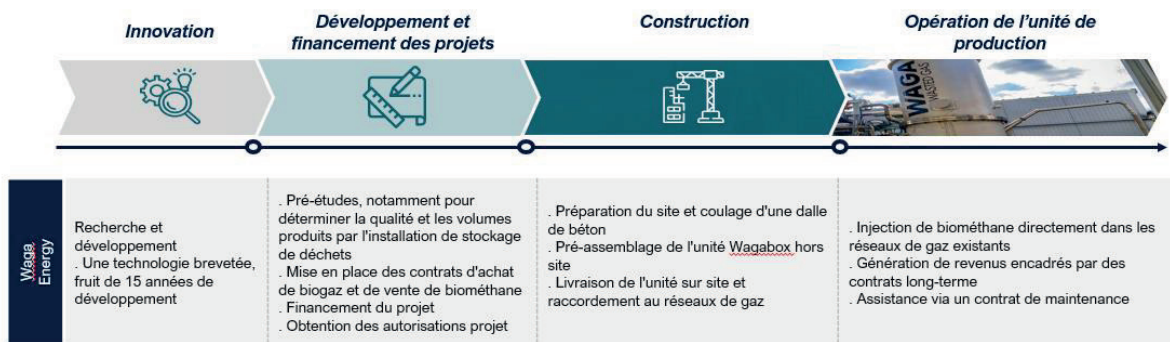 Innovation
Développement et
financement des projets
Construction
Opération de l'unité de
production
WAGA
WASTED GAS
Waga
Energy
Recherche et
développement
. Une technologie brevetée,
fruit de 15 années de
développement
. Pré-études, notamment pour
déterminer la qualité et les volumes
produits par l'installation de stockage
de déchets
. Mise en place des contrats d'achat
de biogaz et de vente de biométhane
. Financement du projet
. Obtention des autorisations projet
. Préparation du site et coulage d'une dalle
de béton
. Pré-assemblage de l'unité Wagabox hors
site
. Livraison de l'unité sur site et
raccordement au réseaux de gaz
. Injection de biométhane directement dans les
réseaux de gaz existants
. Génération de revenus encadrés par des
contrats long-terme
. Assistance via un contrat de maintenance